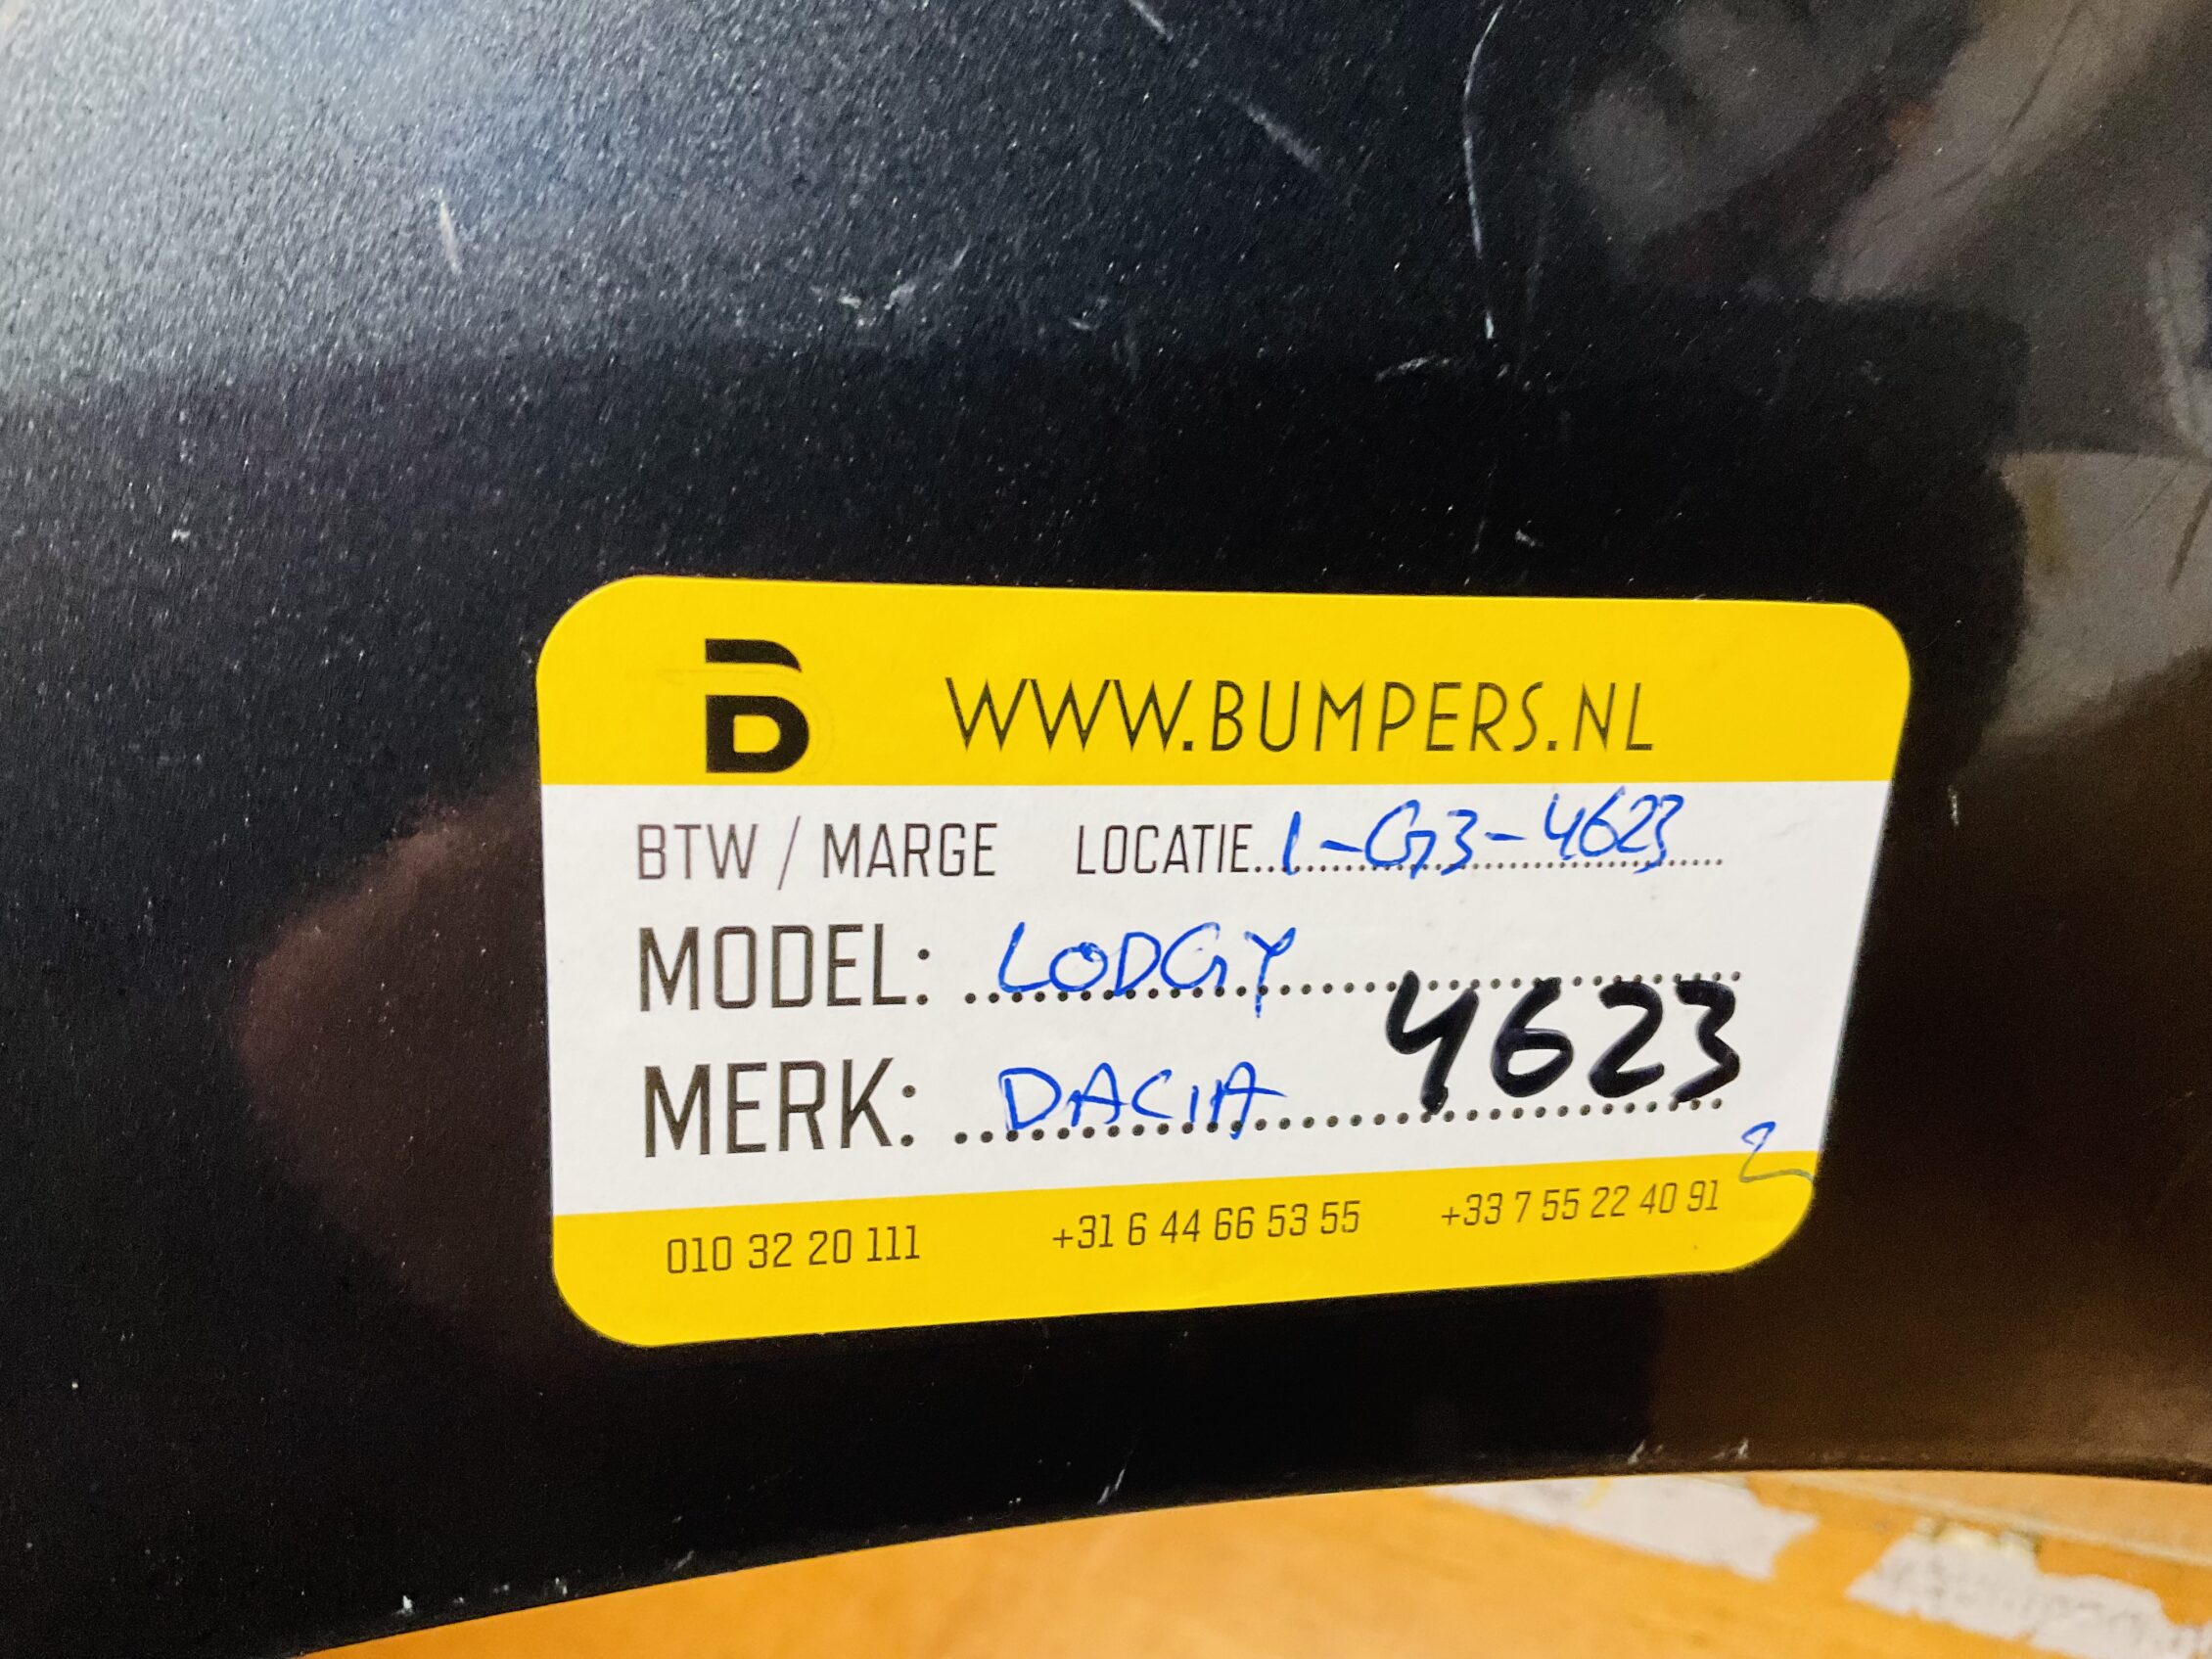 B WWW.BUMPERS.NL
BTW / MARGE LOCATIE..1-G3-4623
MODEL: LODGY
4623
MERK: DACIA
2
010 32 20 111 +31 6 44 66 53 55 +33 7 55 22 40 91